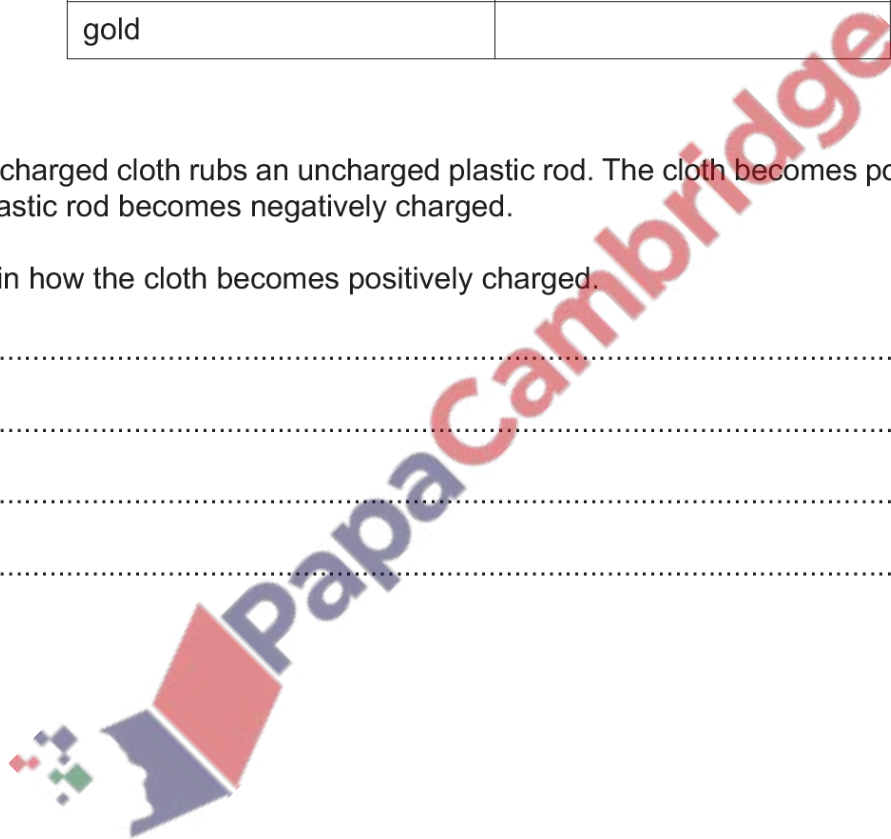 gold
charged cloth rubs an uncharged plastic rod. The cloth becomes po
astic rod becomes negatively charged.
in how the cloth becomes positively charged.
PapaCambridge